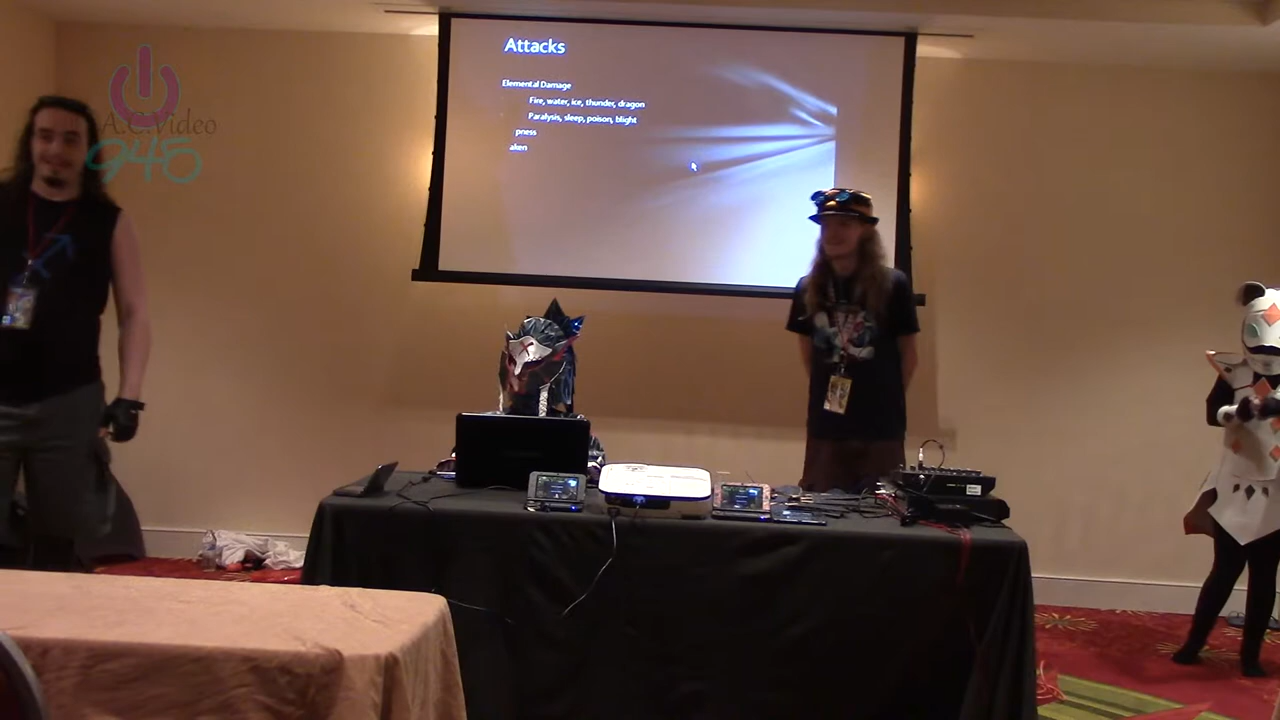 Attacks
Elemental Damage
Fire, water, ice, thunder, dragon
Paralysis, sleep, poison, blight
pness
aken
A.C.Video
945